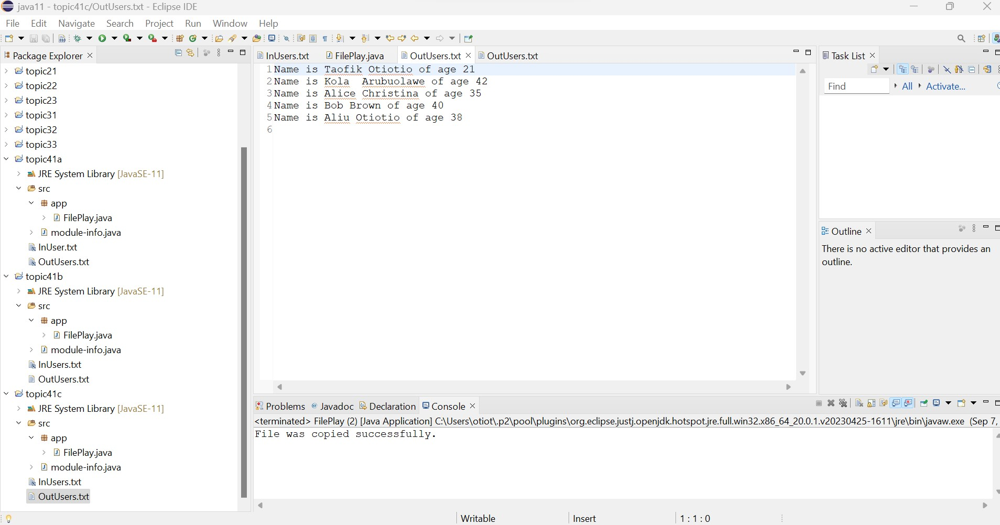 java11 - topic41c/OutUsers.txt - Eclipse IDE
File Edit Navigate Search Project Run Window Help
Package Explorer
topic21
topic22
topic23
topic31
topic32
topic33
topic41a
JRE System Library [JavaSE-11]
src
app
FilePlay.java
module-info.java
InUser.txt
OutUsers.txt
topic41b
JRE System Library [JavaSE-11]
src
app
FilePlay.java
module-info.java
InUsers.txt
OutUsers.txt
topic41c
JRE System Library [JavaSE-11]
src
app
FilePlay.java
module-info.java
InUsers.txt
OutUsers.txt
InUsers.txt FilePlay.java OutUsers.txt OutUsers.txt
1 Name is Taofik Otiotio of age 21
2 Name is Kola  Arubuolawe of age 42
3 Name is Alice Christina of age 35
4 Name is Bob Brown of age 40
5 Name is Aliu Otiotio of age 38
6
Task List
Find All Activate...
Outline
There is no active editor that provides an
outline.
Problems Javadoc Declaration Console
<terminated> FilePlay (2) [Java Application] C:\Users\otiot\.p2\pool\plugins\org.eclipse.justj.openjdk.hotspot.jre.full.win32.x86_64_20.0.1.v20230425-1611\jre\bin\javaw.exe (Sep 7,
File was copied successfully.
Writable Insert 1 : 1 : 0